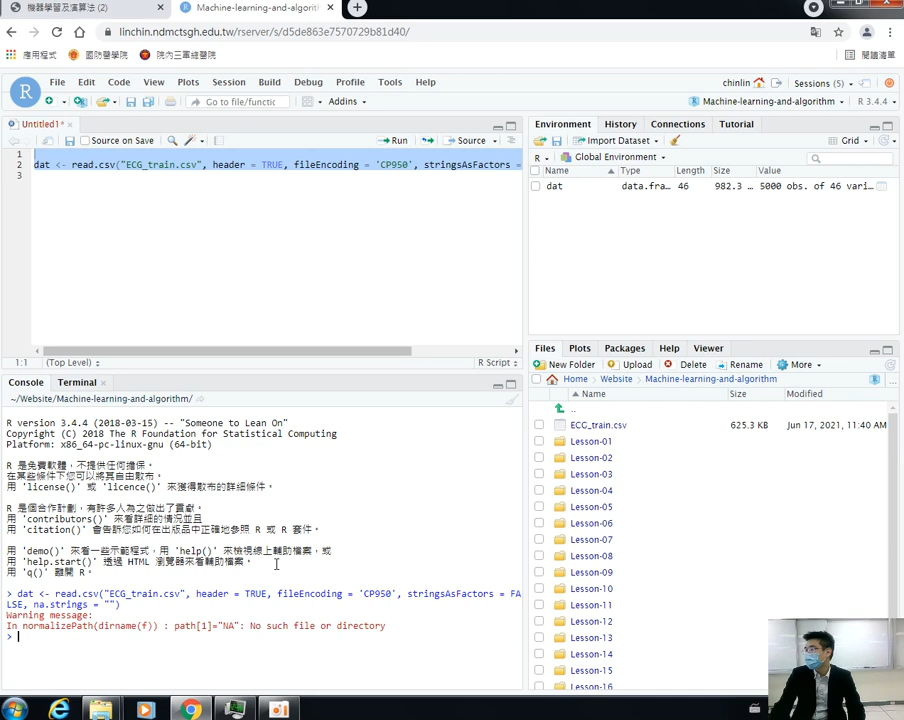 機器學習及演算法 (2)
Machine-learning-and-algorith
linchin.ndmctsgh.edu.tw/rserver/s/d5de863e7570729b81d40/
應用程式
國防醫學院
院內三軍總醫院
閱讀清單
File Edit Code View Plots Session Build Debug Profile Tools Help
chinlin
Sessions (5)
Go to file/functic
Addins
Machine-learning-and-algorithm
R 3.4.4
Untitled1*
Source on Save
Run
Source
1
2 dat <- read.csv("ECG_train.csv", header = TRUE, fileEncoding = 'CP950', stringsAsFactors =
3
1:1
(Top Level)
R Script
Environment History Connections Tutorial
Import Dataset
Grid
R
Global Environment
Name Type Length Size Value
dat data.fra… 46 982.3 … 5000 obs. of 46 vari…
Console Terminal
~/Website/Machine-learning-and-algorithm/
R version 3.4.4 (2018-03-15) -- "Someone to Lean On"
Copyright (C) 2018 The R Foundation for Statistical Computing
Platform: x86_64-pc-linux-gnu (64-bit)
R 是免費軟體，不提供任何擔保。
在某些條件下您可以將其自由散布。
用 'license()' 或 'licence()' 來獲得散布的詳細條件。
R 是個合作計劃，有許多人為之做出了貢獻。
用 'contributors()' 來看詳細的情況並且
用 'citation()' 會告訴您如何在出版品中正確地參照 R 或 R 套件。
用 'demo()' 來看一些示範程式，用 'help()' 來檢視線上輔助檔案，或
用 'help.start()' 透過 HTML 瀏覽器來看輔助檔案。
用 'q()' 離開 R。
> dat <- read.csv("ECG_train.csv", header = TRUE, fileEncoding = 'CP950', stringsAsFactors = FA
LSE, na.strings = "")
Warning message:
In normalizePath(dirname(f)) : path[1]="NA": No such file or directory
>
Files Plots Packages Help Viewer
New Folder Upload Delete Rename More
Home Website Machine-learning-and-algorithm
Name Size Modified
..
ECG_train.csv 625.3 KB Jun 17, 2021, 11:40 AM
Lesson-01
Lesson-02
Lesson-03
Lesson-04
Lesson-05
Lesson-06
Lesson-07
Lesson-08
Lesson-09
Lesson-10
Lesson-11
Lesson-12
Lesson-13
Lesson-14
Lesson-15
Lesson-16